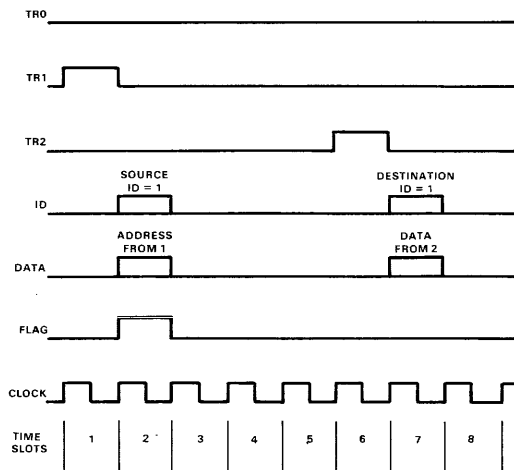 TR0
TR1
TR2
SOURCE
ID = 1
DESTINATION
ID = 1
ID
ADDRESS
FROM 1
DATA
FROM 2
DATA
FLAG
CLOCK
TIME
SLOTS
1 2 3 4 5 6 7 8